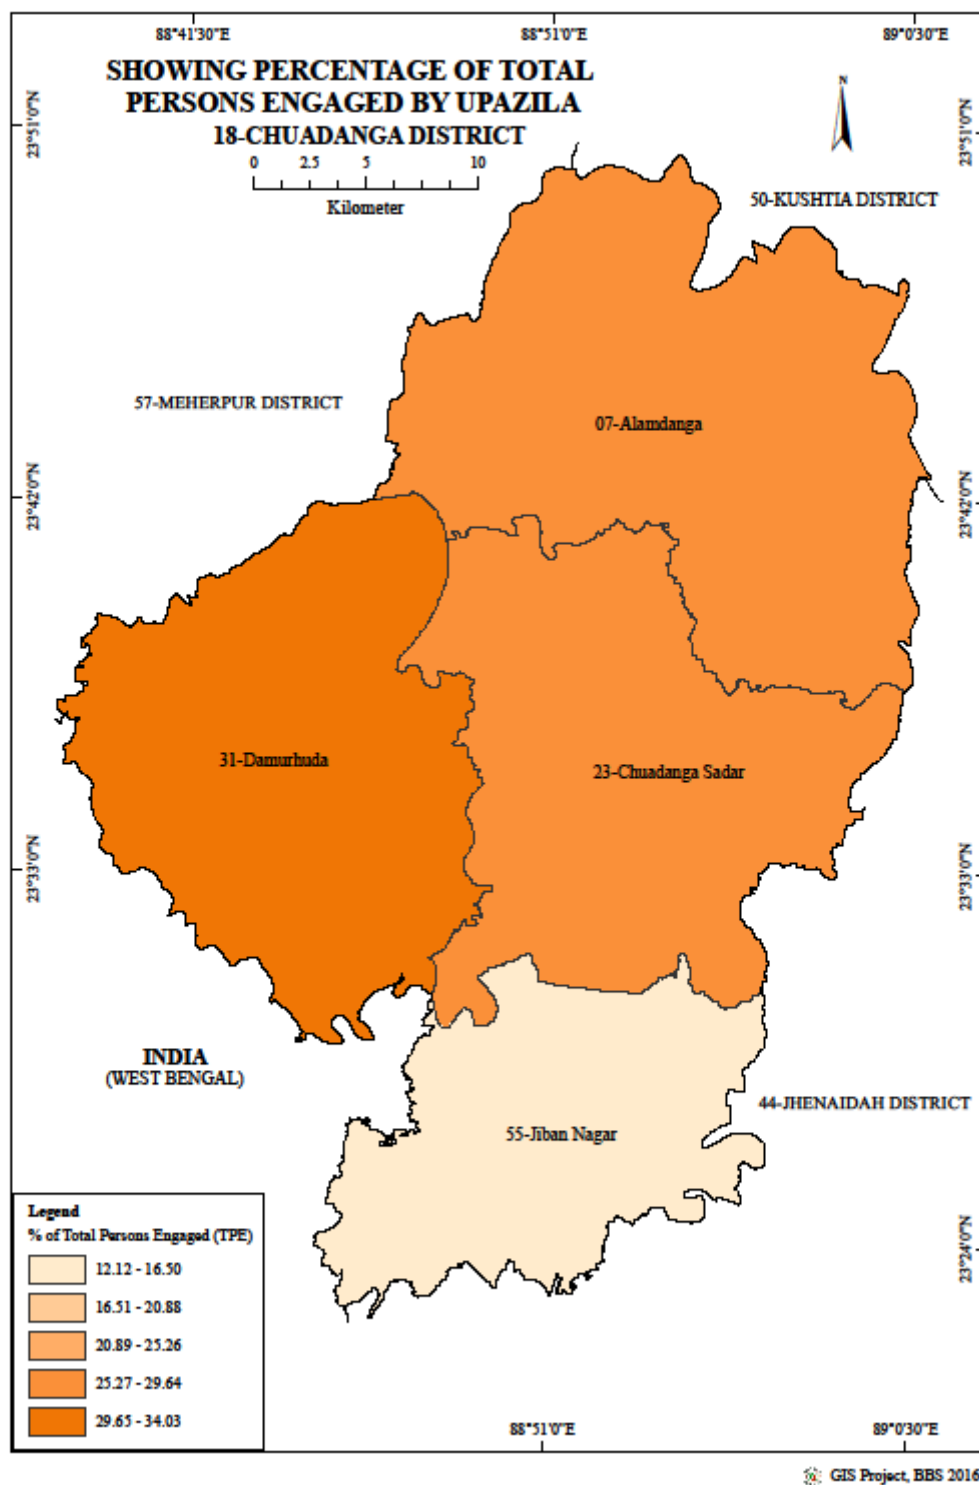 88°41'30"E
88°51'0"E
89°0'30"E
SHOWING PERCENTAGE OF TOTAL
PERSONS ENGAGED BY UPAZILA
18-CHUADANGA DISTRICT
0 2.5 5 10
Kilometer
N
23°51'0"N
23°51'0"N
50-KUSHTIA DISTRICT
57-MEHERPUR DISTRICT
07-Alamdanga
23°42'0"N
23°42'0"N
31-Damurhuda
23-Chuadanga Sadar
23°33'0"N
23°33'0"N
INDIA
(WEST BENGAL)
44-JHENAIDAH DISTRICT
55-Jiban Nagar
23°24'0"N
Legend
% of Total Persons Engaged (TPE)
12.12 - 16.50
16.51 - 20.88
20.89 - 25.26
25.27 - 29.64
29.65 - 34.03
88°51'0"E
89°0'30"E
GIS Project, BBS 2016